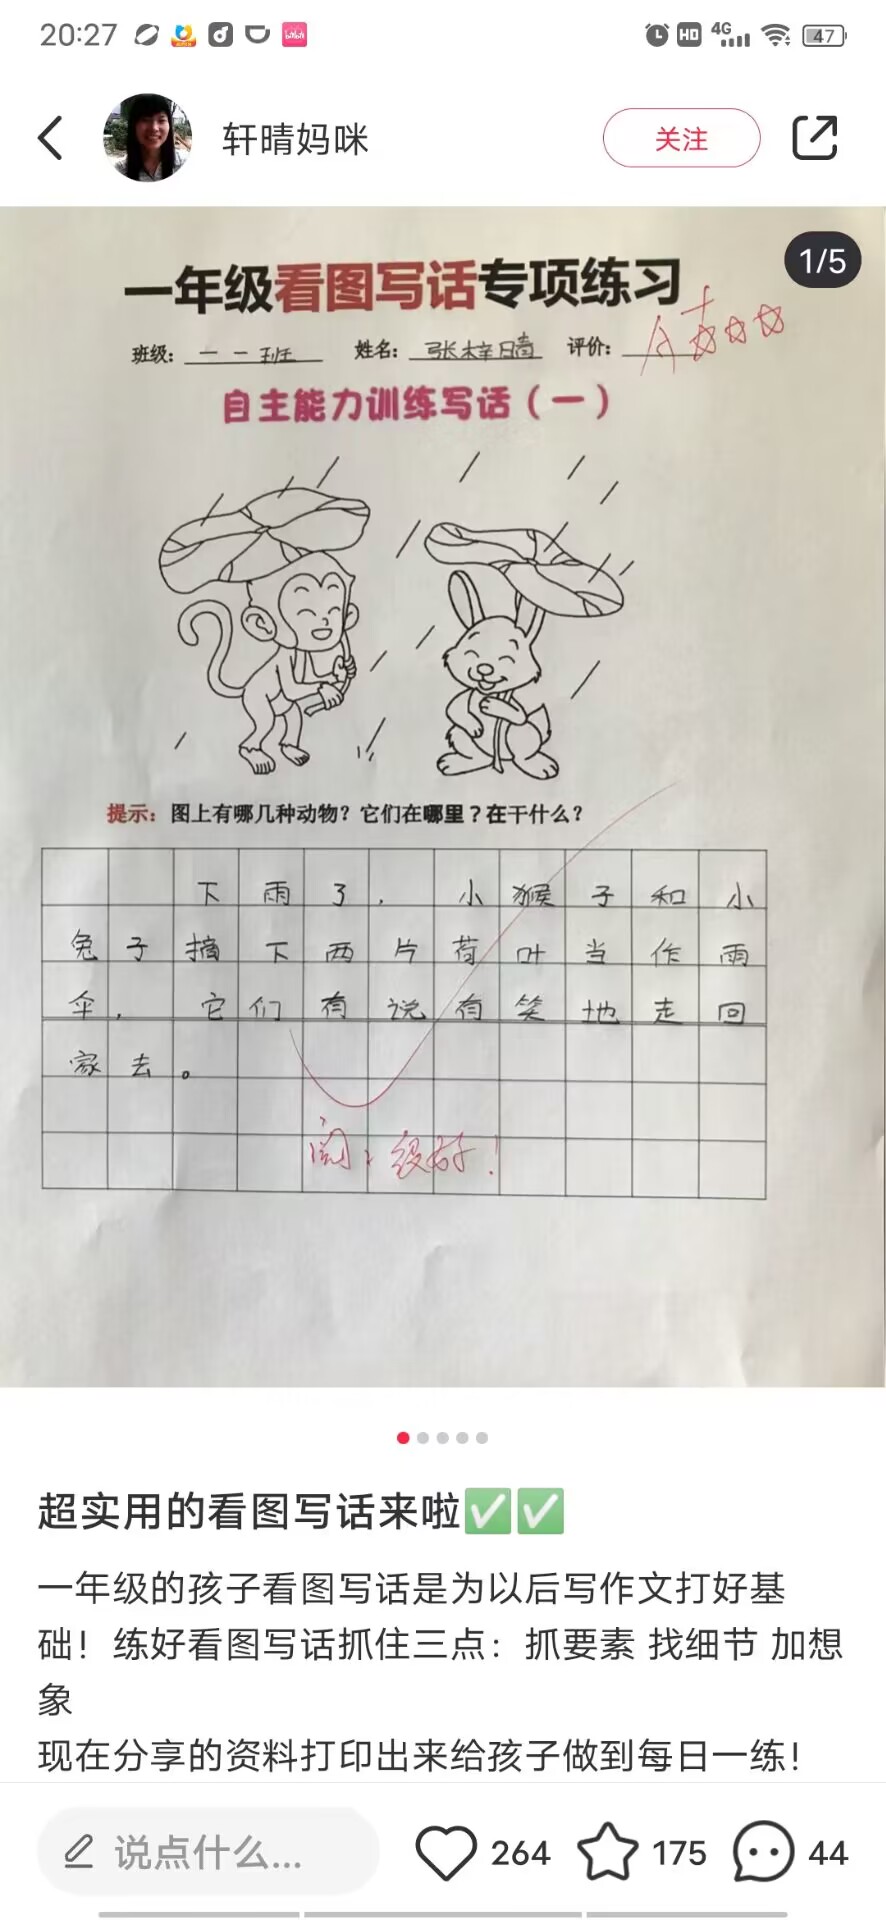 20:27
HD 4G 47
轩晴妈咪
关注
1/5
一年级看图写话专项练习
班级: 一一班 姓名: 张梓晴 评价: A+
自主能力训练写话（一）
提示: 图上有哪几种动物? 它们在哪里? 在干什么?
下雨了, 小猴子和小
兔子摘下两片荷叶当作雨
伞, 它们有说有笑地走回
家去。
阅: 很好!
超实用的看图写话来啦✅✅
一年级的孩子看图写话是为以后写作文打好基
础！练好看图写话抓住三点：抓要素 找细节 加想
象
现在分享的资料打印出来给孩子做到每日一练！
说点什么... 264 175 44